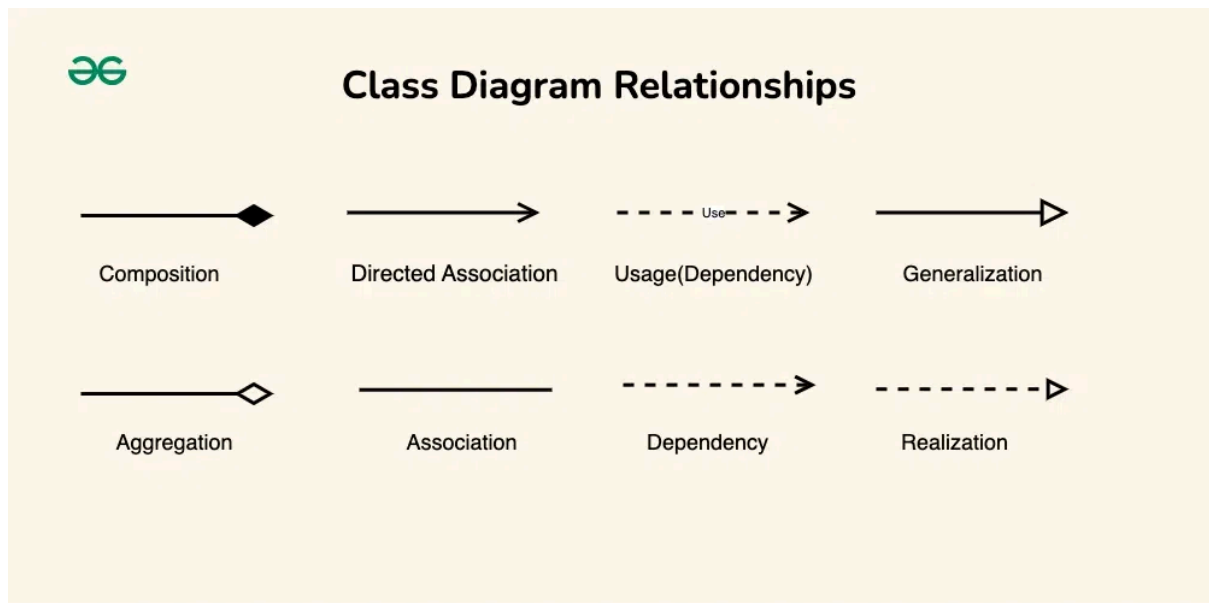 Class Diagram Relationships
Use
Composition
Directed Association
Usage(Dependency)
Generalization
Aggregation
Association
Dependency
Realization